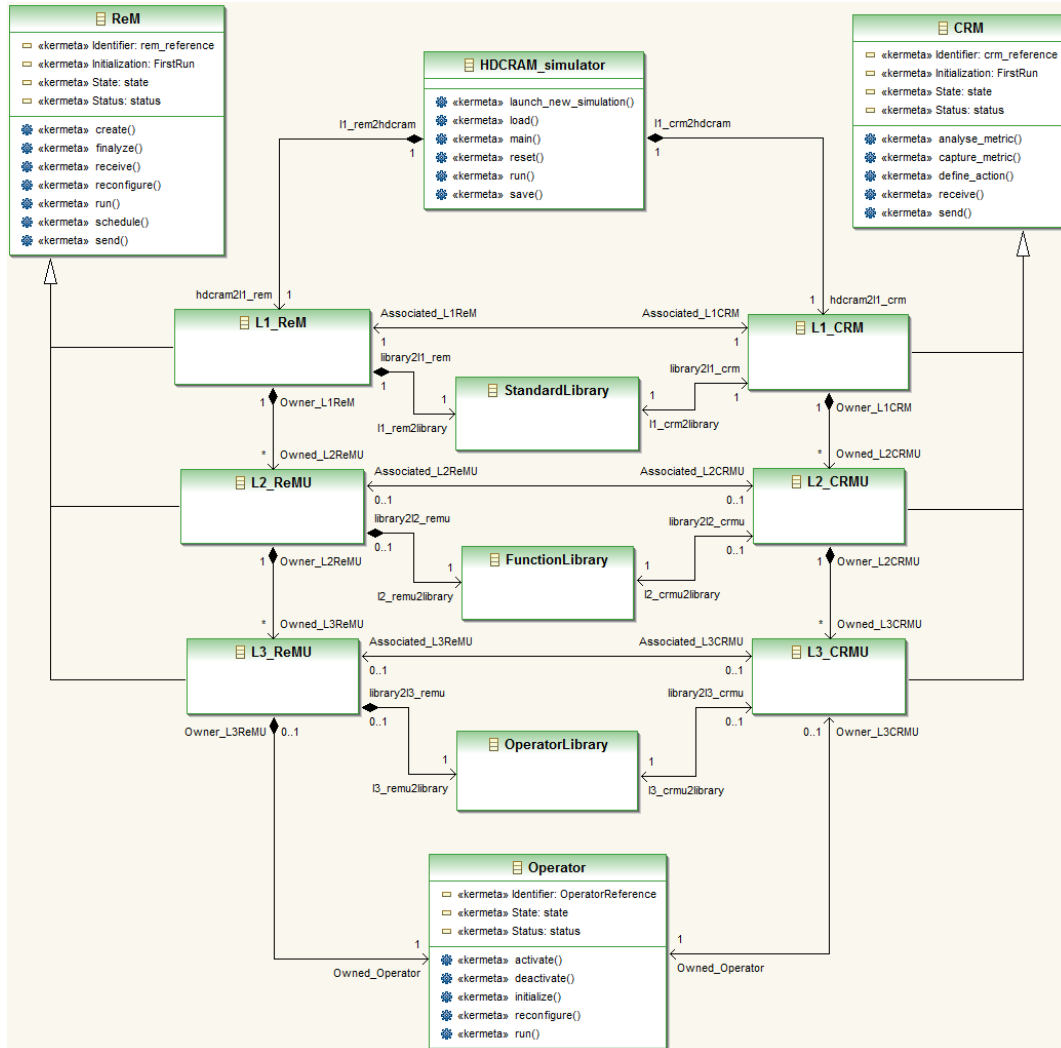 ReM
«kermeta» Identifier: rem_reference
«kermeta» Initialization: FirstRun
«kermeta» State: state
«kermeta» Status: status
«kermeta» create()
«kermeta» finalyze()
«kermeta» receive()
«kermeta» reconfigure()
«kermeta» run()
«kermeta» schedule()
«kermeta» send()
HDCRAM_simulator
«kermeta» launch_new_simulation()
«kermeta» load()
«kermeta» main()
«kermeta» reset()
«kermeta» run()
«kermeta» save()
CRM
«kermeta» Identifier: crm_reference
«kermeta» Initialization: FirstRun
«kermeta» State: state
«kermeta» Status: status
«kermeta» analyse_metric()
«kermeta» capture_metric()
«kermeta» define_action()
«kermeta» receive()
«kermeta» send()
l1_rem2hdcram
1
l1_crm2hdcram
1
hdcram2l1_rem 1
1 hdcram2l1_crm
L1_ReM
Associated_L1ReM
1
Associated_L1CRM
1
L1_CRM
library2l1_rem
1
StandardLibrary
1
l1_rem2library
library2l1_crm
1
1
l1_crm2library
1 Owner_L1ReM
* Owned_L2ReMU
1 Owner_L1CRM
* Owned_L2CRMU
L2_ReMU
Associated_L2ReMU
0..1
Associated_L2CRMU
0..1
L2_CRMU
library2l2_remu
0..1
FunctionLibrary
1
l2_remu2library
library2l2_crmu
0..1
1
l2_crmu2library
1 Owner_L2ReMU
* Owned_L3ReMU
1 Owner_L2CRMU
* Owned_L3CRMU
L3_ReMU
Associated_L3ReMU
0..1
Associated_L3CRMU
0..1
L3_CRMU
library2l3_remu
0..1
OperatorLibrary
1
l3_remu2library
library2l3_crmu
0..1
1
l3_crmu2library
Owner_L3ReMU 0..1
0..1 Owner_L3CRMU
Operator
«kermeta» Identifier: OperatorReference
«kermeta» State: state
«kermeta» Status: status
«kermeta» activate()
«kermeta» deactivate()
«kermeta» initialize()
«kermeta» reconfigure()
«kermeta» run()
1
Owned_Operator
1
Owned_Operator